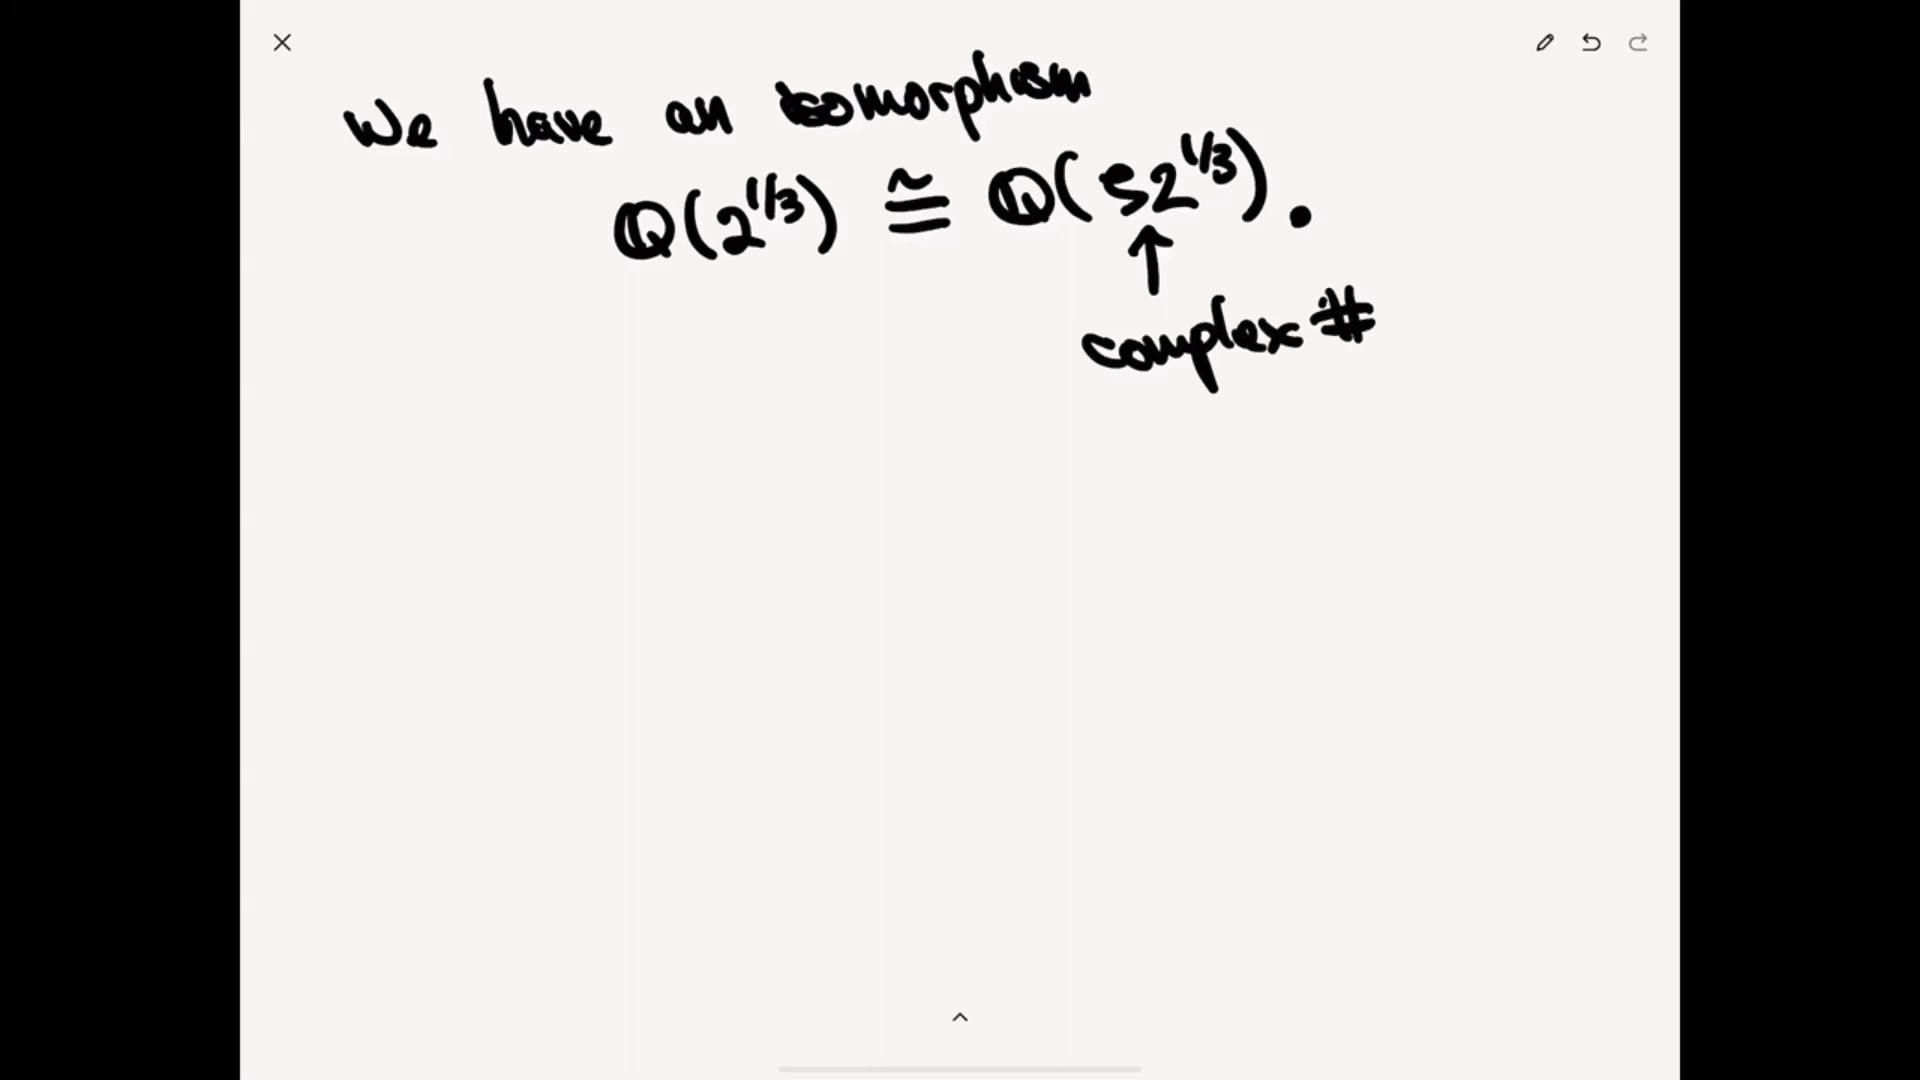 We have an isomorphism
ℚ(2^{1/3}) ≅ ℚ(ζ2^{1/3}).
↑
complex #